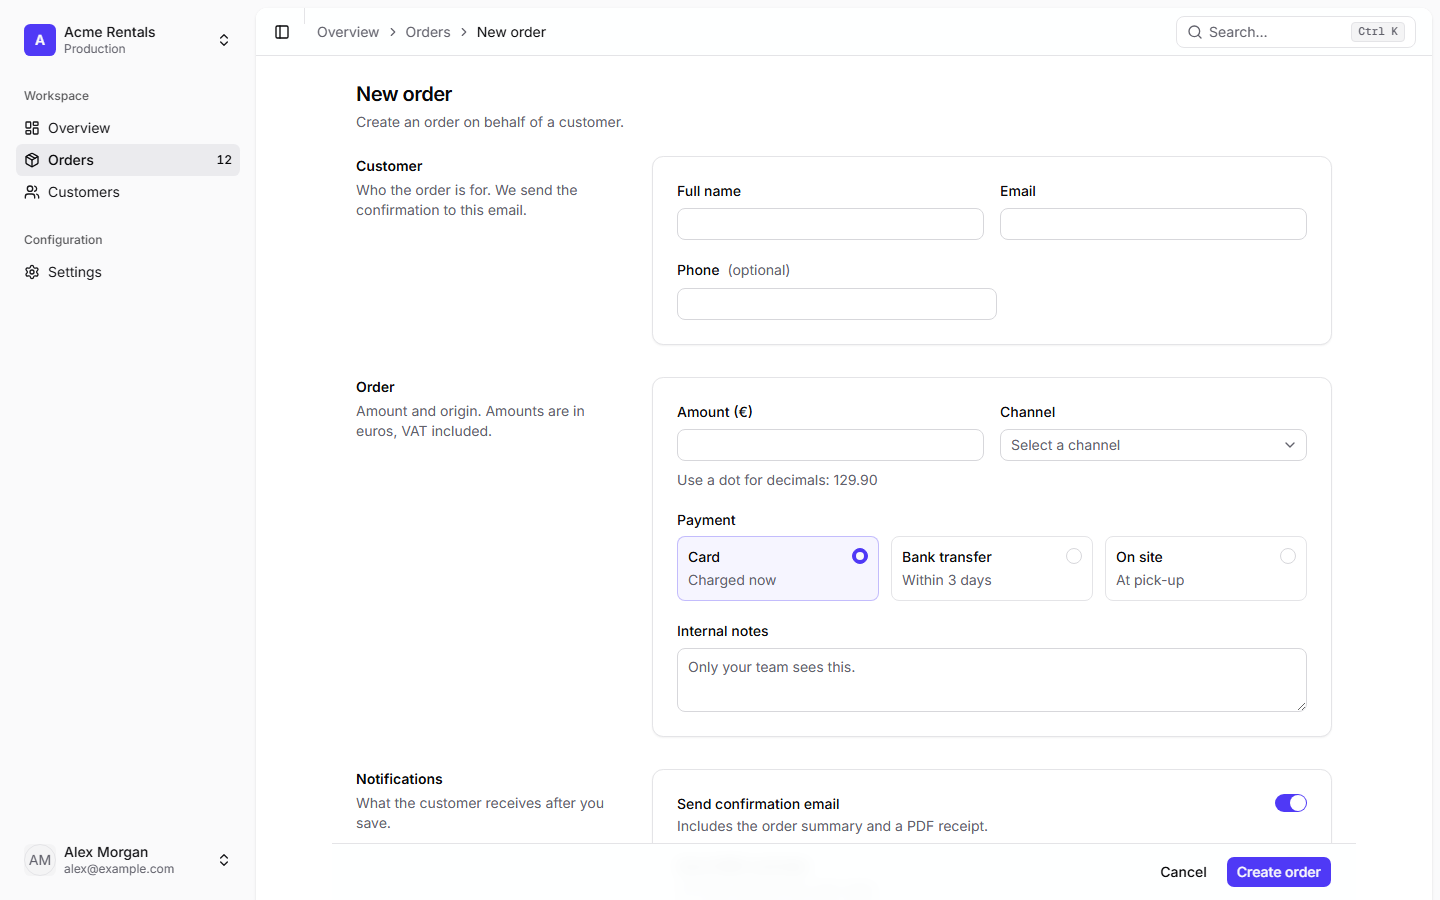 A
Acme Rentals
Production
Workspace
Overview
Orders 12
Customers
Configuration
Settings
AM
Alex Morgan
alex@example.com
Overview > Orders > New order
Search... Ctrl K
New order
Create an order on behalf of a customer.
Customer
Who the order is for. We send the
confirmation to this email.
Full name
Email
Phone (optional)
Order
Amount and origin. Amounts are in
euros, VAT included.
Amount (€)
Channel
Select a channel
Use a dot for decimals: 129.90
Payment
Card
Charged now
Bank transfer
Within 3 days
On site
At pick-up
Internal notes
Only your team sees this.
Notifications
What the customer receives after you
save.
Send confirmation email
Includes the order summary and a PDF receipt.
Cancel
Create order